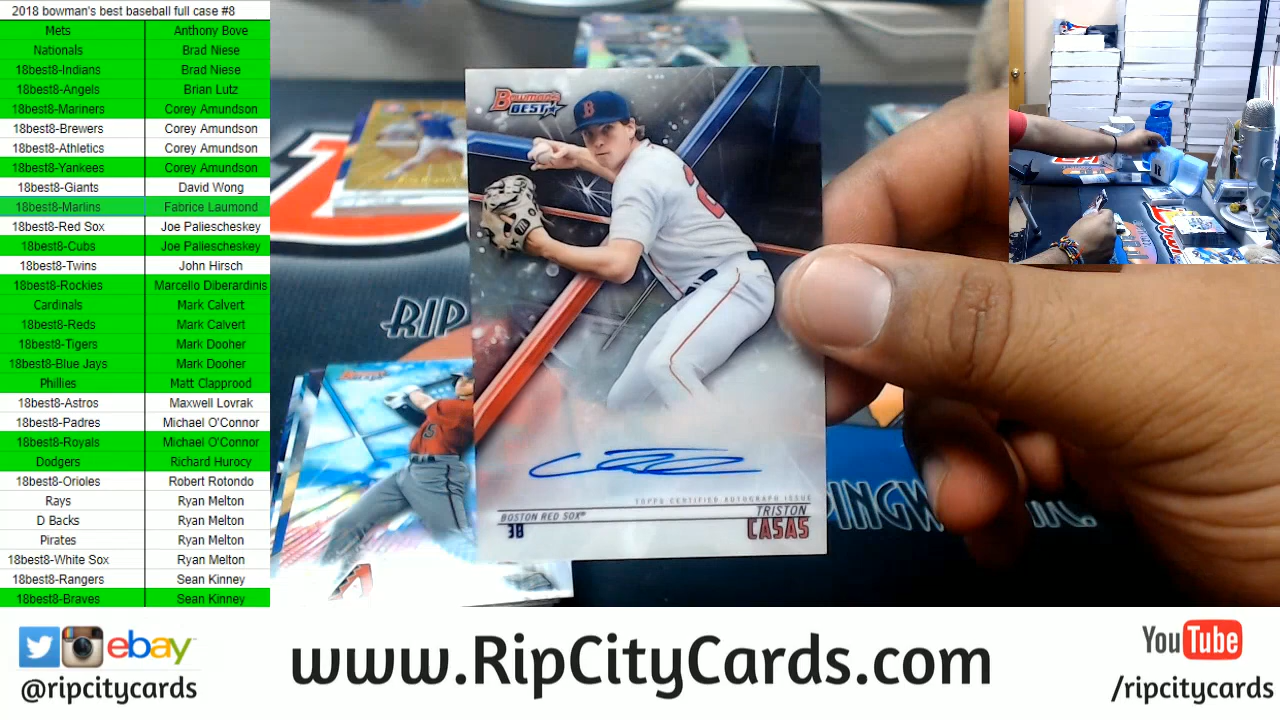 2018 bowman's best baseball full case #8
Mets Anthony Bove
Nationals Brad Niese
18best8-Indians Brad Niese
18best8-Angels Brian Lutz
18best8-Mariners Corey Amundson
18best8-Brewers Corey Amundson
18best8-Athletics Corey Amundson
18best8-Yankees Corey Amundson
18best8-Giants David Wong
18best8-Marlins Fabrice Laumond
18best8-Red Sox Joe Paliescheskey
18best8-Cubs Joe Paliescheskey
18best8-Twins John Hirsch
18best8-Rockies Marcello Diberardinis
Cardinals Mark Calvert
18best8-Reds Mark Calvert
18best8-Tigers Mark Dooher
18best8-Blue Jays Mark Dooher
Phillies Matt Clapprood
18best8-Astros Maxwell Lovrak
18best8-Padres Michael O'Connor
18best8-Royals Michael O'Connor
Dodgers Richard Hurocy
18best8-Orioles Robert Rotondo
Rays Ryan Melton
D Backs Ryan Melton
Pirates Ryan Melton
18best8-White Sox Ryan Melton
18best8-Rangers Sean Kinney
18best8-Braves Sean Kinney
BOWMAN'S BEST
B
2
RIP
TOPPS CERTIFIED AUTOGRAPH ISSUE
BOSTON RED SOX®
3B
TRISTON
CASAS
ebay
@ripcitycards
www.RipCityCards.com
YouTube
/ripcitycards